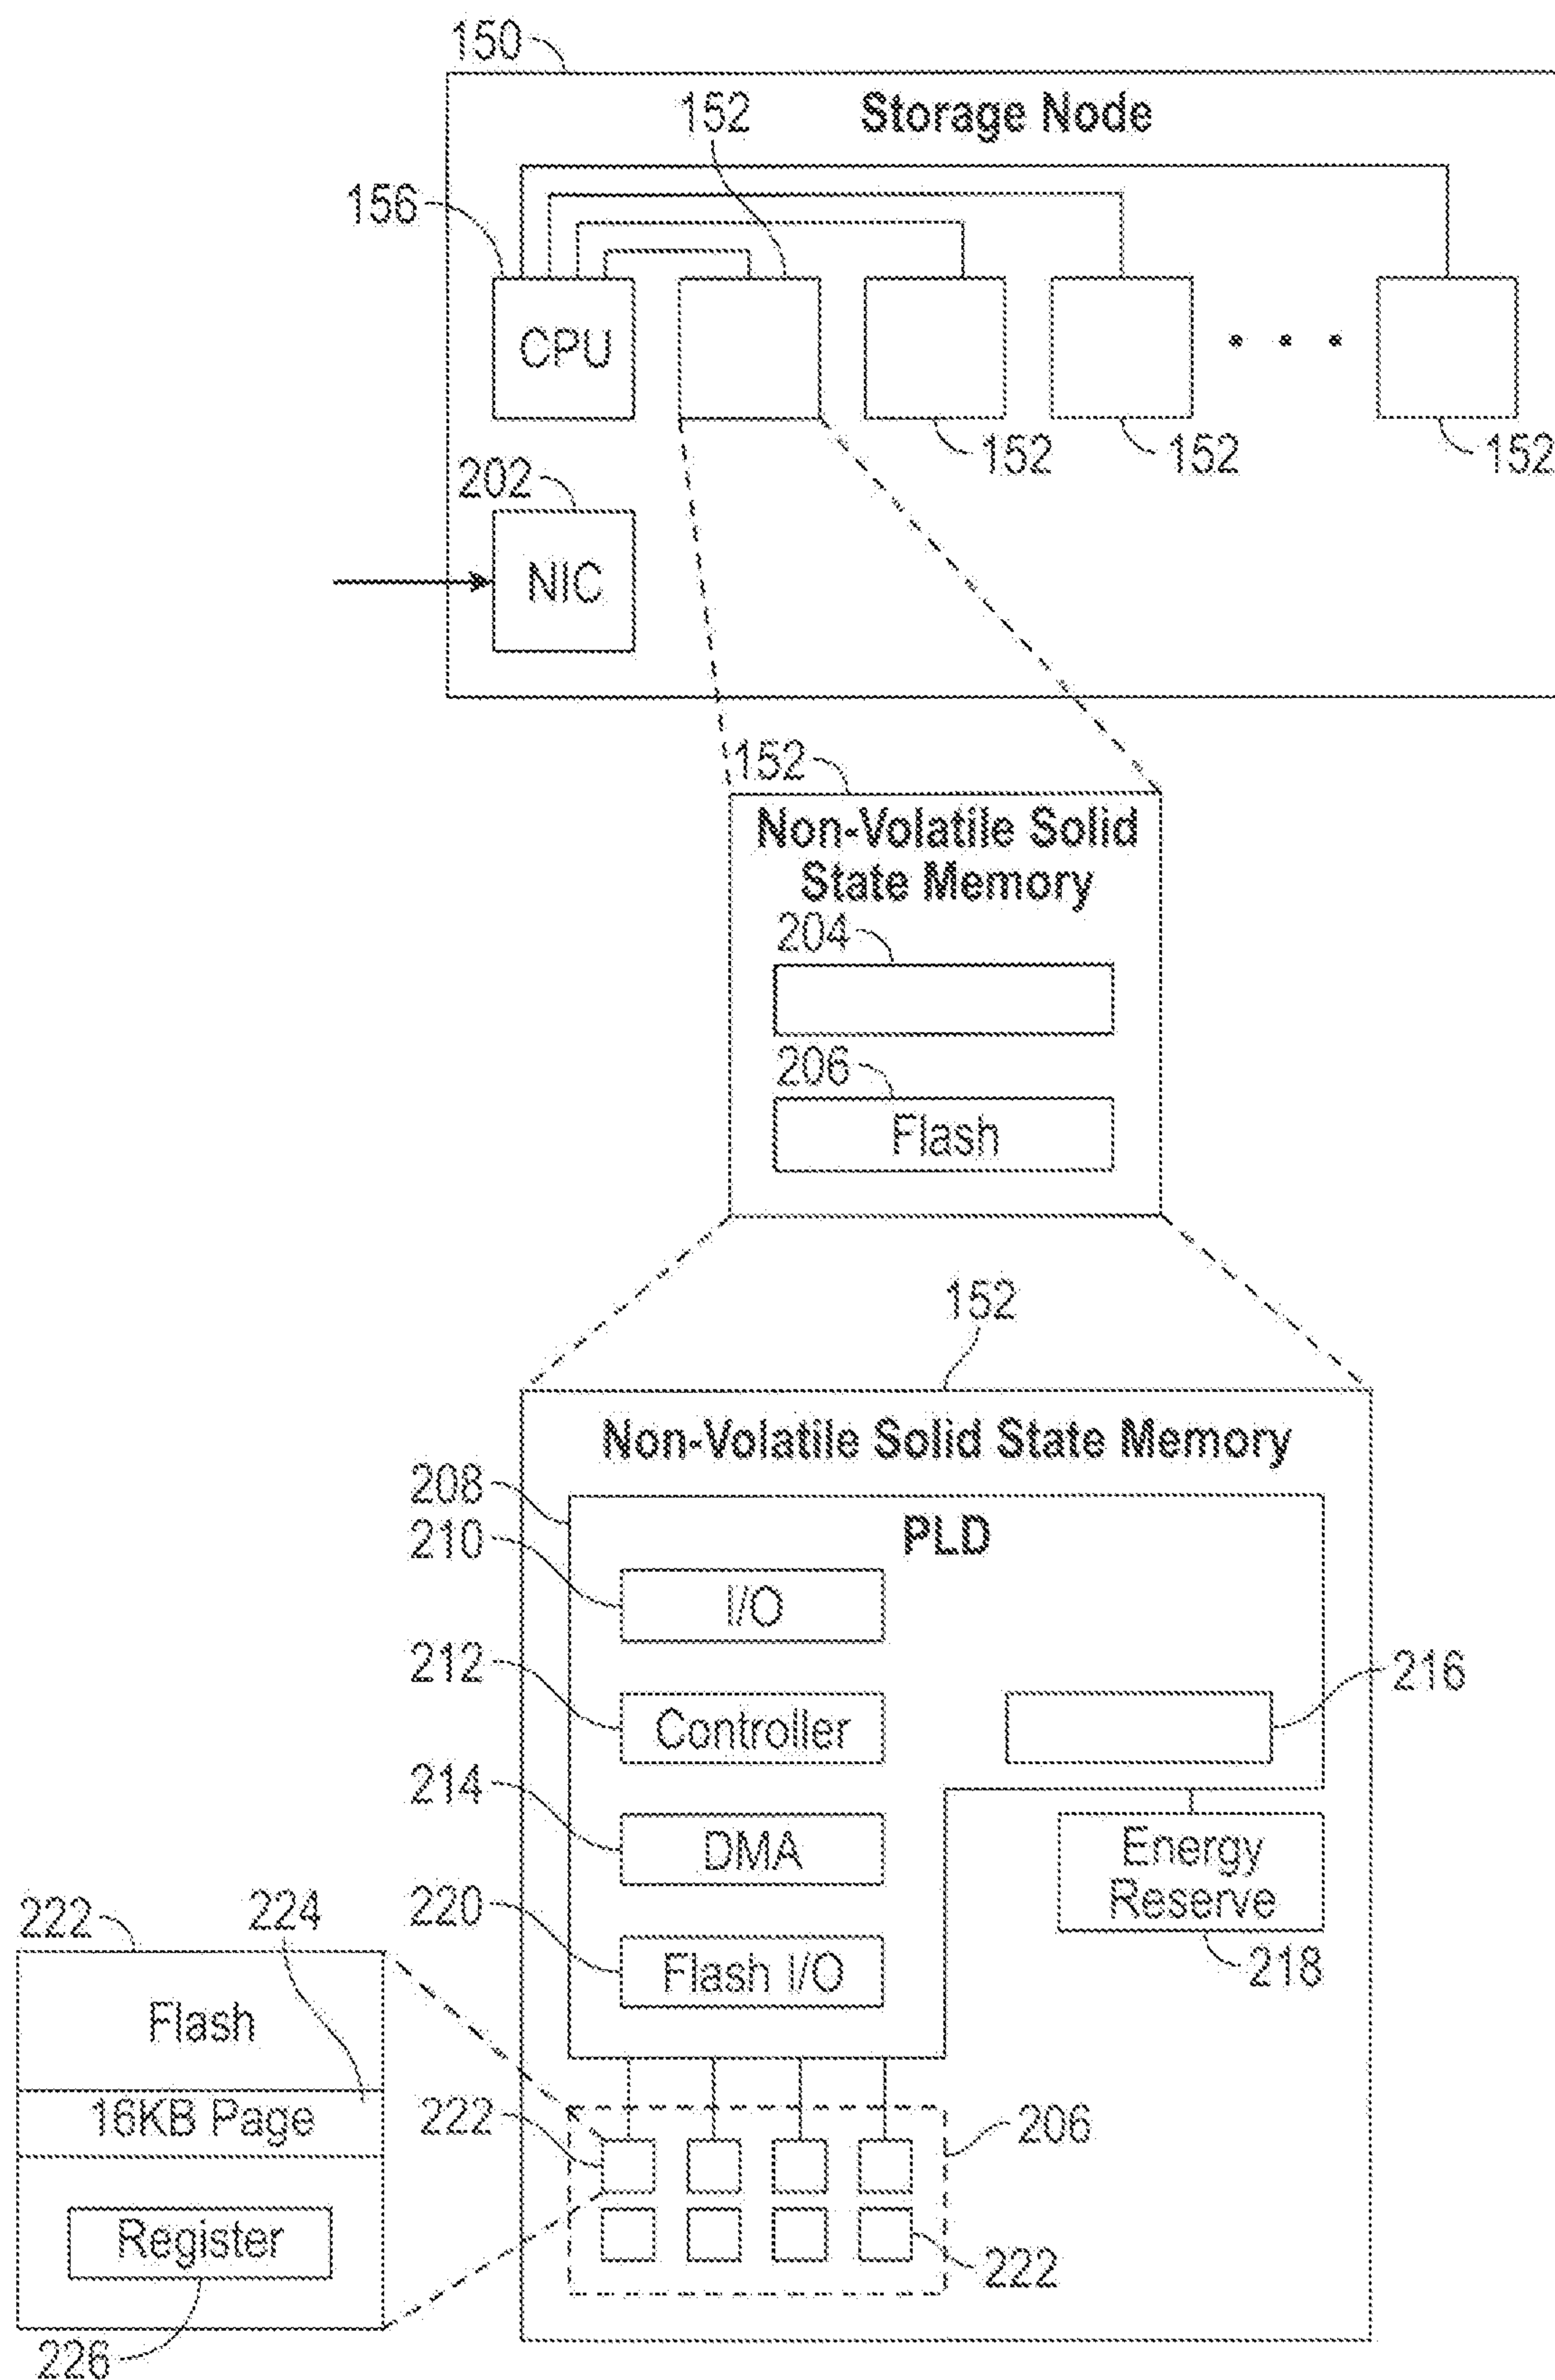 150
152
Storage Node
156
CPU
152
152
152
202
NIC
152
Non-Volatile Solid
State Memory
204
206
Flash
152
Non-Volatile Solid State Memory
208
PLD
210
I/O
212
Controller
216
214
DMA
Energy
Reserve
218
220
Flash I/O
222
224
Flash
16KB Page
Register
226
222
206
222